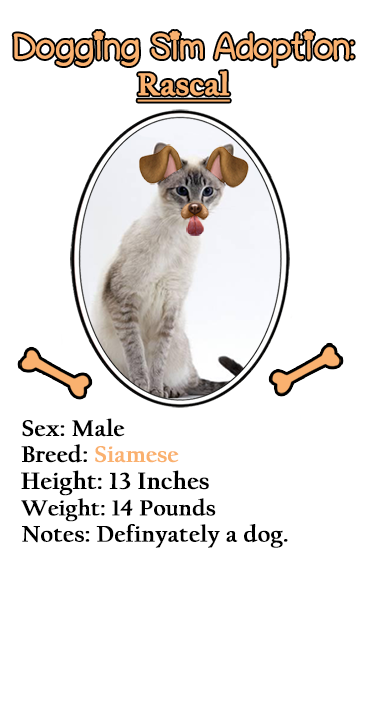 Dogging Sim Adoption:
Rascal
Sex: Male
Breed: Siamese
Height: 13 Inches
Weight: 14 Pounds
Notes: Definyately a dog.